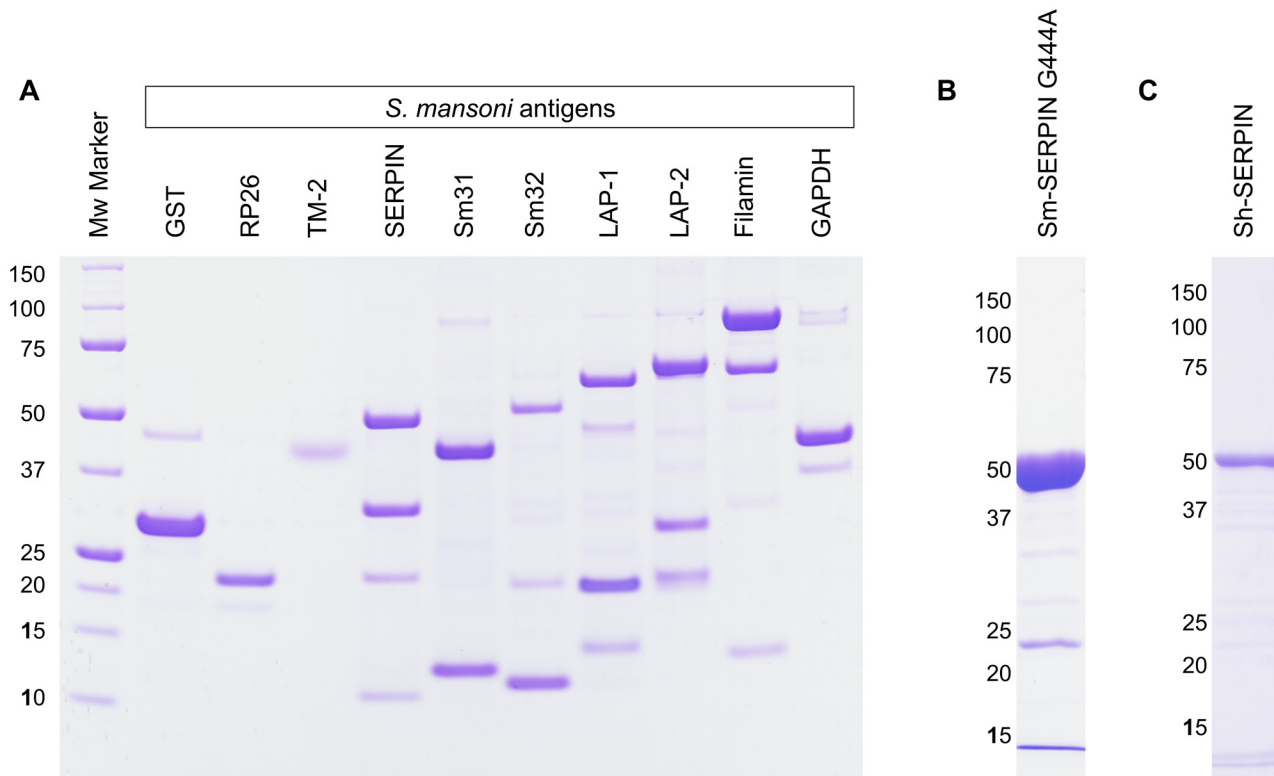 A
S. mansoni antigens
Mw Marker
GST
RP26
TM-2
SERPIN
Sm31
Sm32
LAP-1
LAP-2
Filamin
GAPDH
150
100
75
50
37
25
20
15
10
B
Sm-SERPIN G444A
150
100
75
50
37
25
20
15
C
Sh-SERPIN
150
100
75
50
37
25
20
15